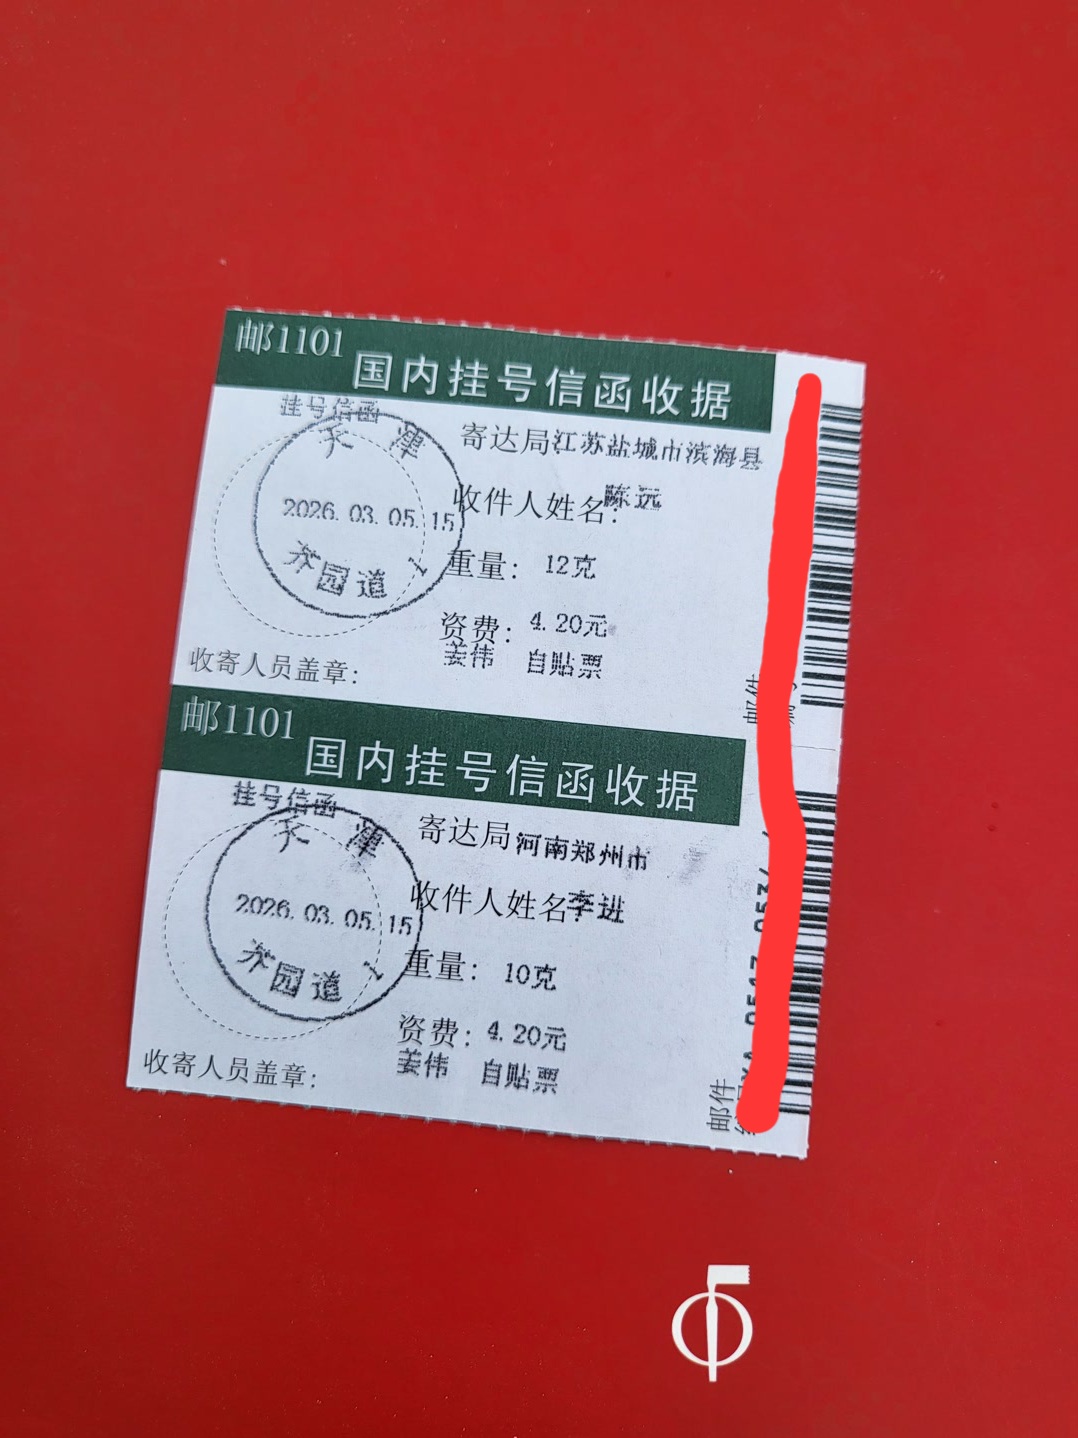 邮1101
国内挂号信函收据
挂号信函
天津
2026.03.05.15
茶园道 1
寄达局江苏盐城市滨海县
收件人姓名:陈远
重量: 12克
资费: 4.20元
姜伟 自贴票
收寄人员盖章:
邮件
邮1101
国内挂号信函收据
挂号信函
天津
2026.03.05.15
茶园道 1
寄达局河南郑州市
收件人姓名:李进
重量: 10克
资费: 4.20元
姜伟 自贴票
收寄人员盖章:
邮件